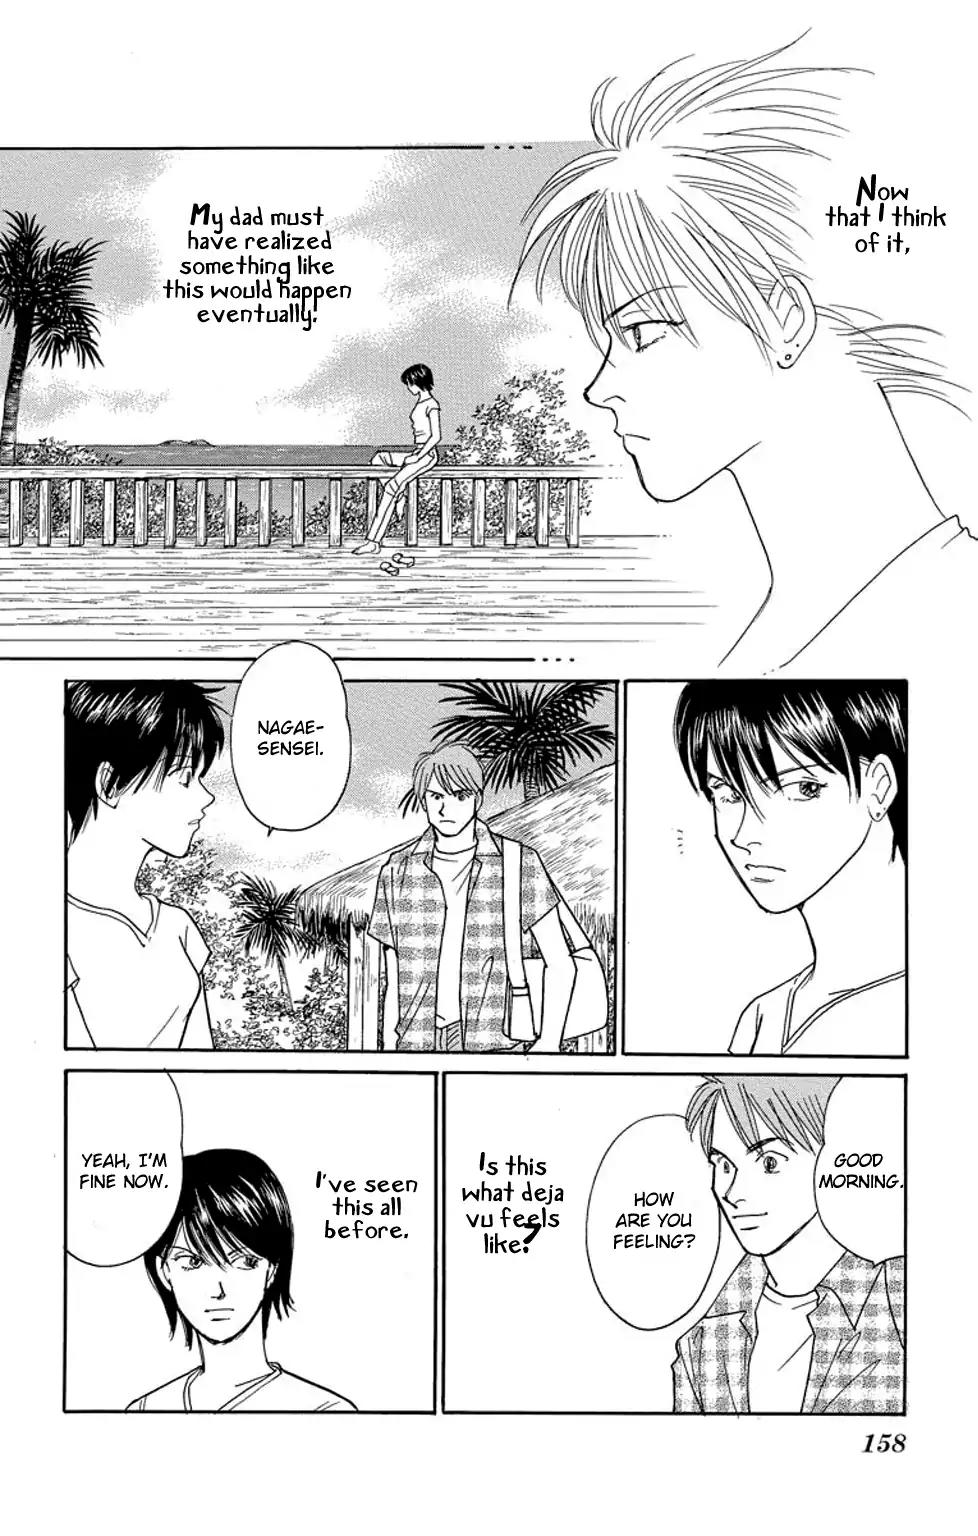 Now
that I think
of it,
My dad must
have realized
something like
this would happen
eventually.
NAGAE-
SENSEI.
GOOD
MORNING.
HOW
ARE YOU
FEELING?
Is this
what deja
vu feels
like?
I've seen
this all
before.
YEAH, I'M
FINE NOW.
158